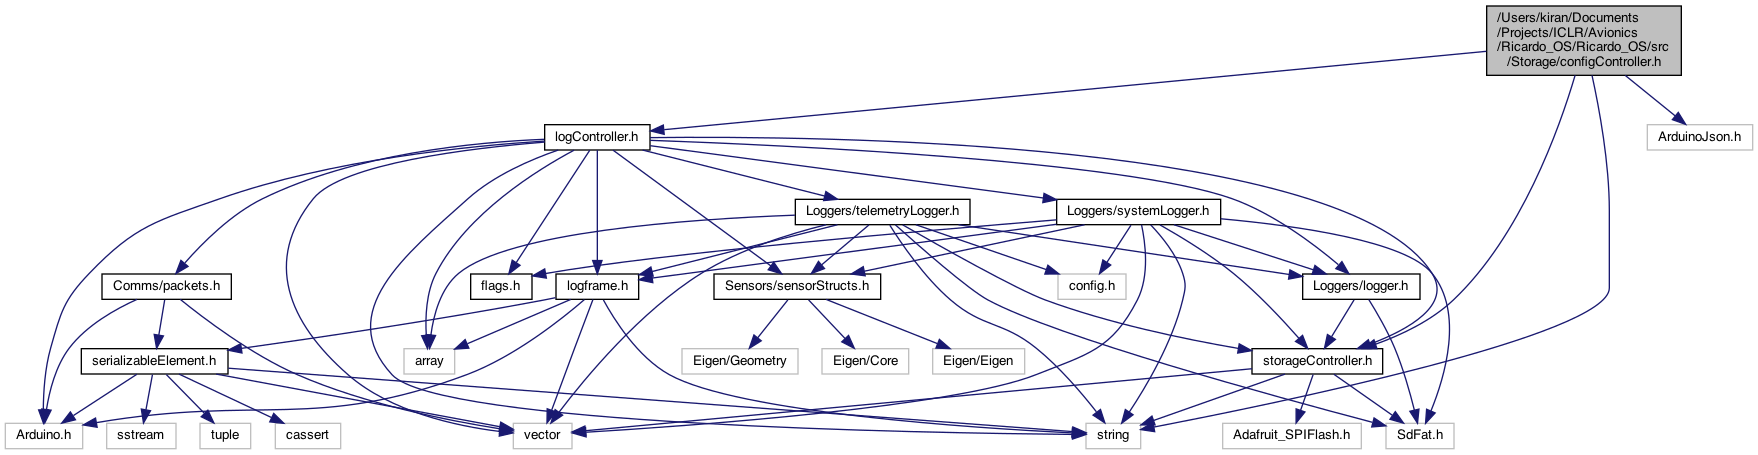 /Users/kiran/Documents
/Projects/ICLR/Avionics
/Ricardo_OS/Ricardo_OS/src
/Storage/configController.h
logController.h
ArduinoJson.h
Loggers/telemetryLogger.h
Loggers/systemLogger.h
Comms/packets.h
flags.h
logframe.h
Sensors/sensorStructs.h
config.h
Loggers/logger.h
serializableElement.h
array
Eigen/Geometry
Eigen/Core
Eigen/Eigen
storageController.h
Arduino.h
sstream
tuple
cassert
vector
string
Adafruit_SPIFlash.h
SdFat.h